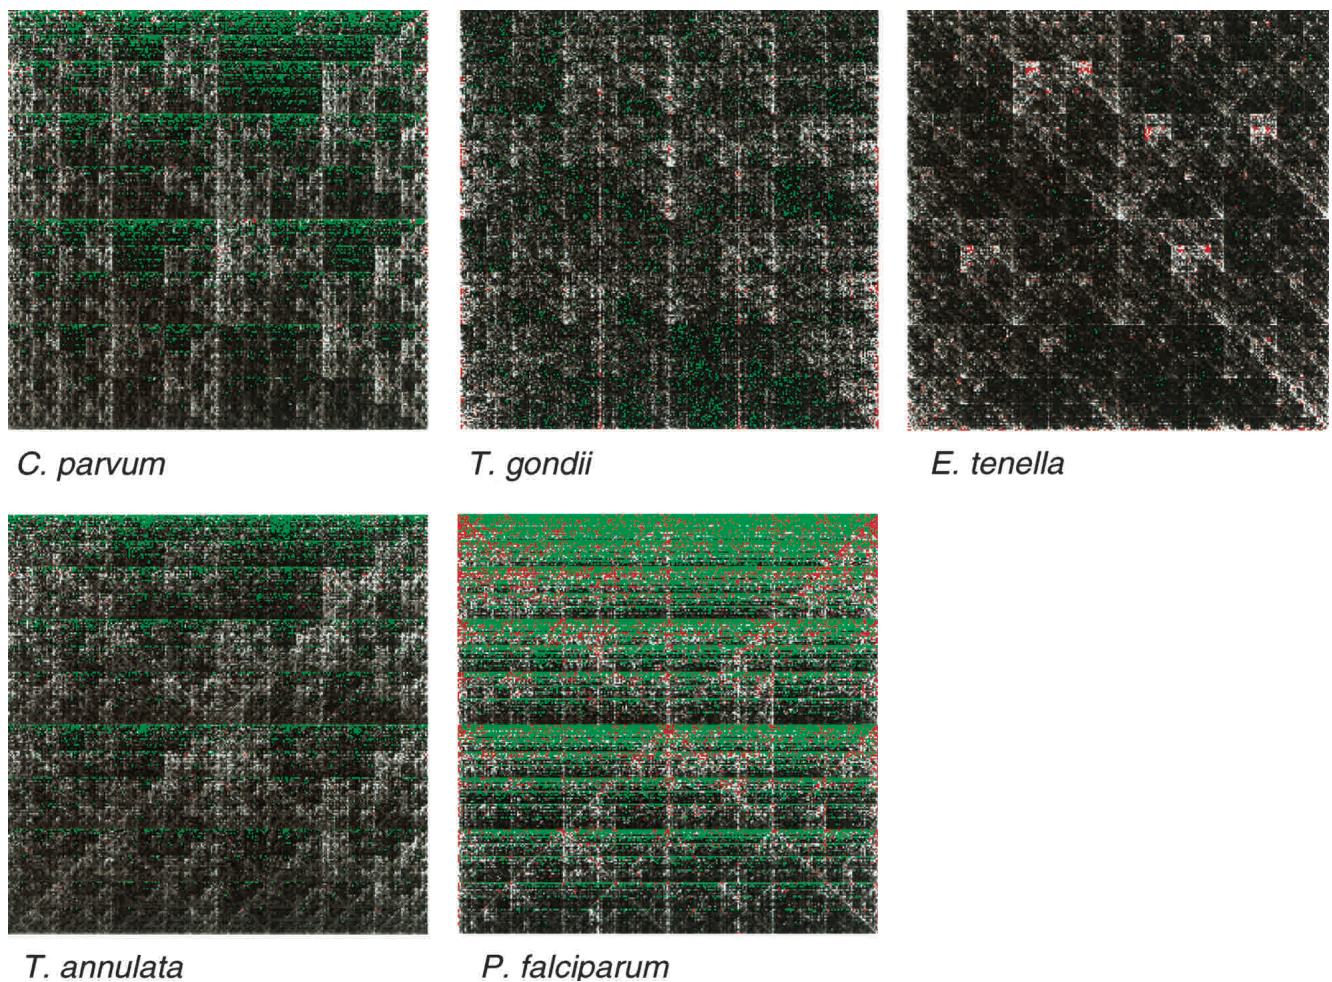 C. parvum
T. gondii
E. tenella
T. annulata
P. falciparum